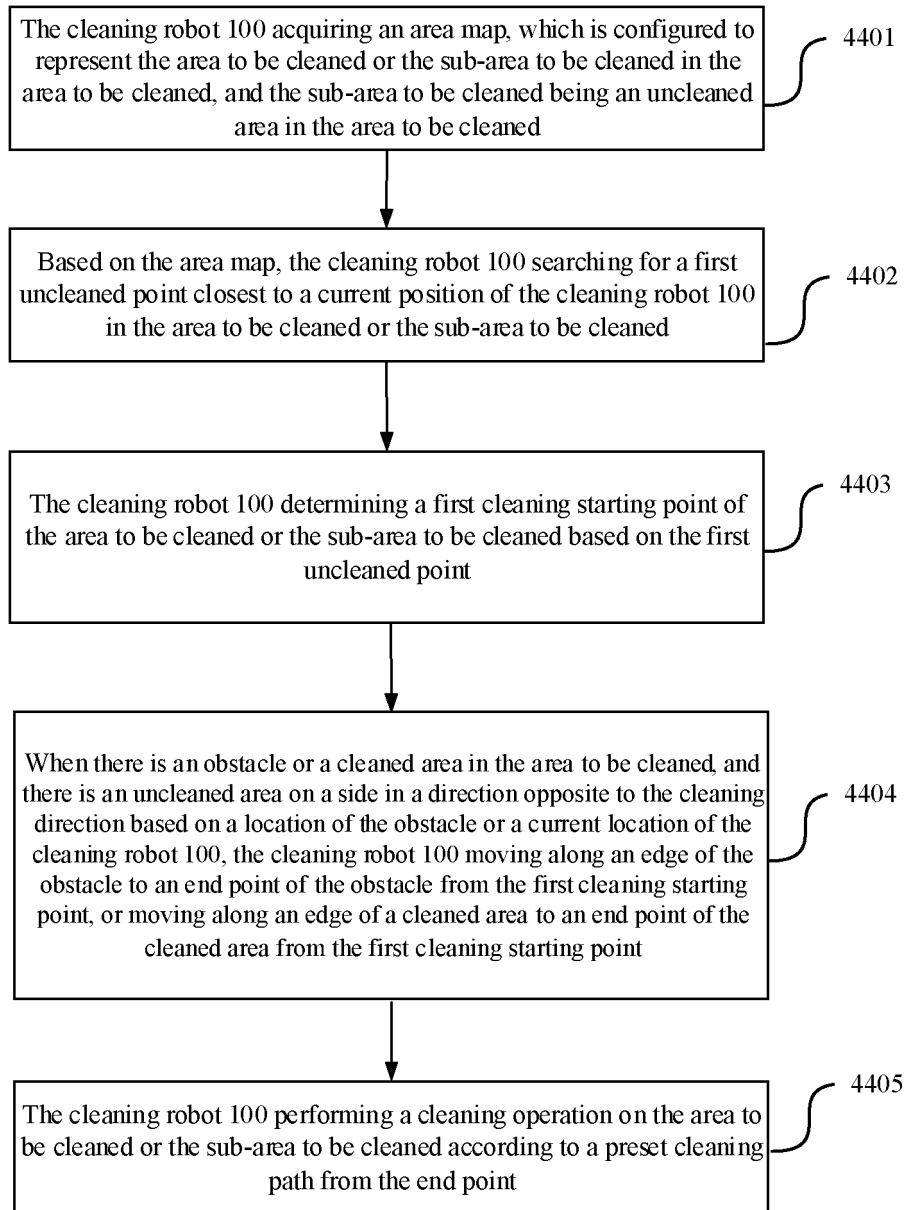 The cleaning robot 100 acquiring an area map, which is configured to
represent the area to be cleaned or the sub-area to be cleaned in the
area to be cleaned, and the sub-area to be cleaned being an uncleaned
area in the area to be cleaned
4401
Based on the area map, the cleaning robot 100 searching for a first
uncleaned point closest to a current position of the cleaning robot 100
in the area to be cleaned or the sub-area to be cleaned
4402
The cleaning robot 100 determining a first cleaning starting point of
the area to be cleaned or the sub-area to be cleaned based on the first
uncleaned point
4403
When there is an obstacle or a cleaned area in the area to be cleaned, and
there is an uncleaned area on a side in a direction opposite to the cleaning
direction based on a location of the obstacle or a current location of the
cleaning robot 100, the cleaning robot 100 moving along an edge of the
obstacle to an end point of the obstacle from the first cleaning starting
point, or moving along an edge of a cleaned area to an end point of the
cleaned area from the first cleaning starting point
4404
The cleaning robot 100 performing a cleaning operation on the area to
be cleaned or the sub-area to be cleaned according to a preset cleaning
path from the end point
4405